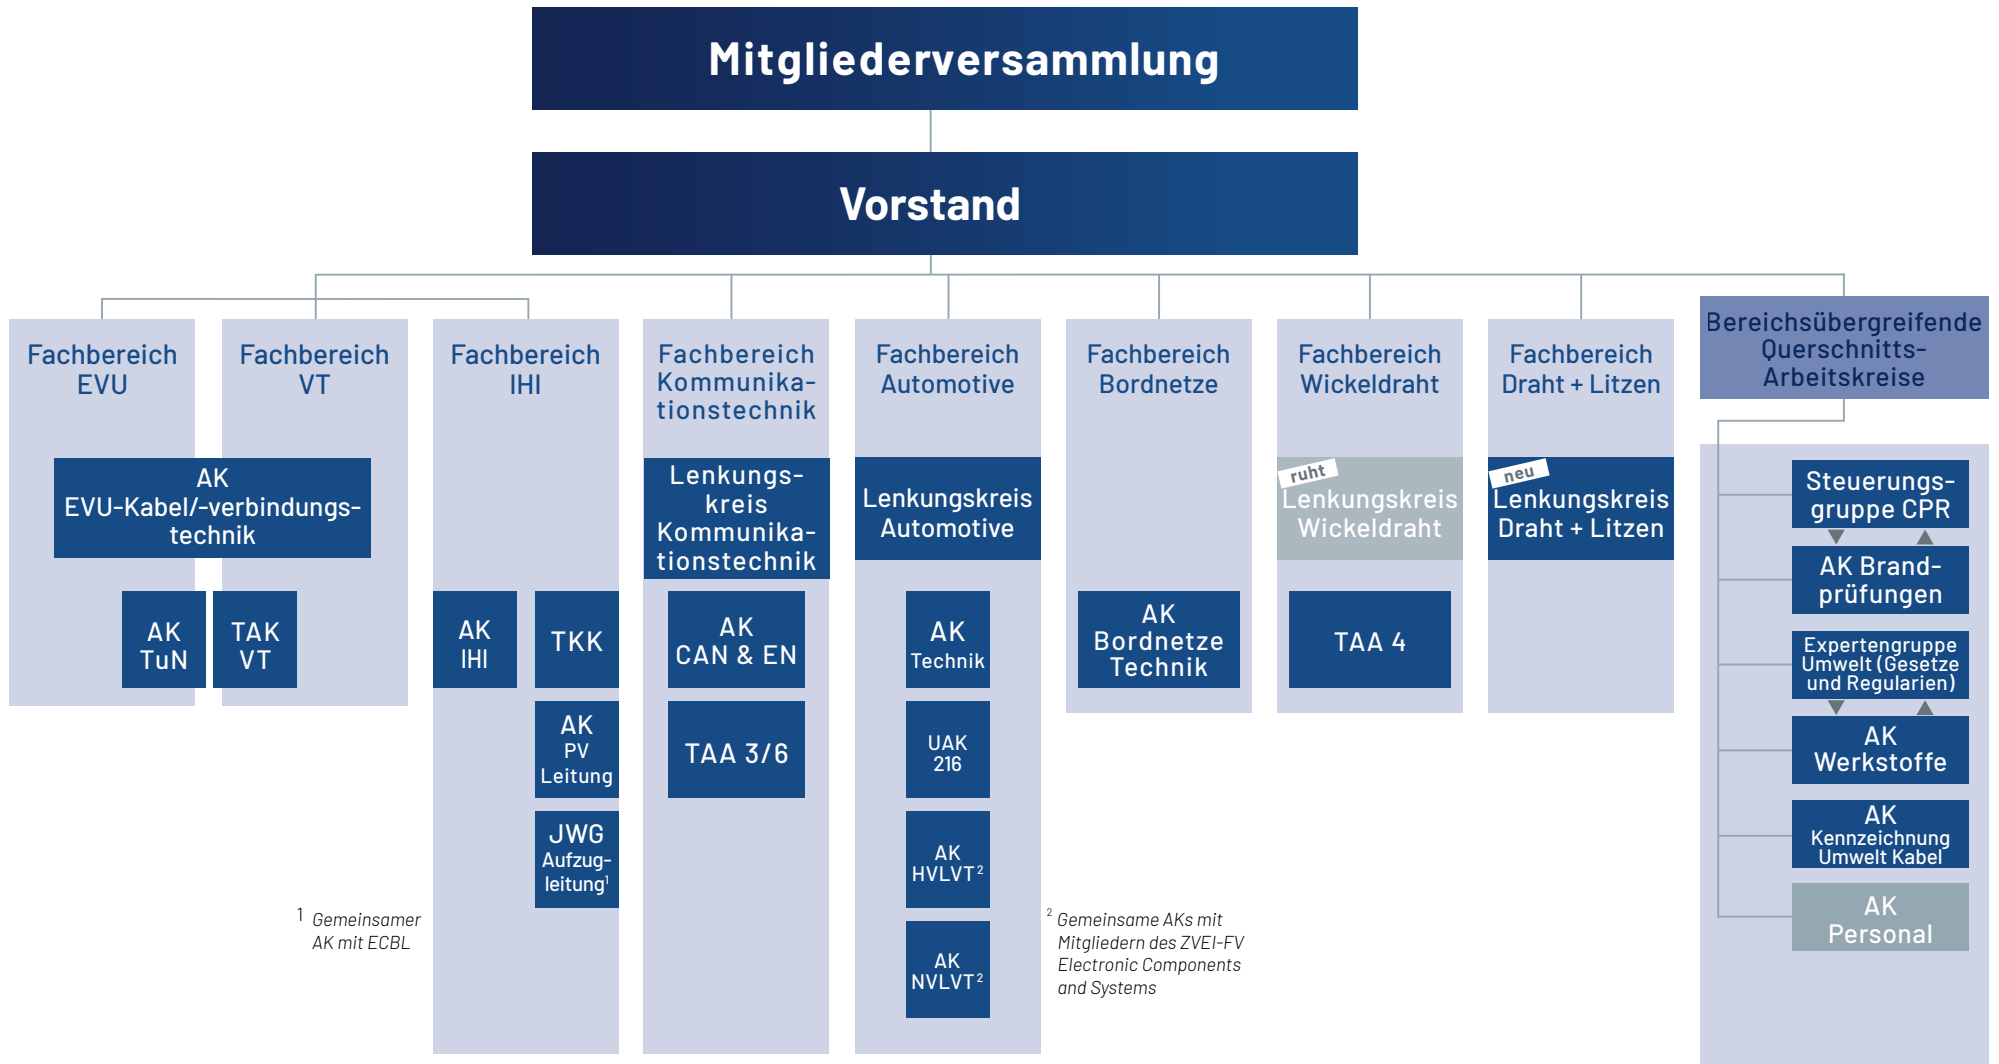 Mitgliederversammlung
Vorstand
Fachbereich
EVU
Fachbereich
VT
Fachbereich
IHI
Fachbereich
Kommunika-
tionstechnik
Fachbereich
Automotive
Fachbereich
Bordnetze
Fachbereich
Wickeldraht
Fachbereich
Draht + Litzen
Bereichsübergreifende
Querschnitts-
Arbeitskreise
AK
EVU-Kabel/-verbindungs-
technik
AK
TuN
TAK
VT
AK
IHI
TKK
AK
PV
Leitung
JWG
Aufzug-
leitung¹
Lenkungs-
kreis
Kommunika-
tionstechnik
AK
CAN & EN
TAA 3/6
Lenkungskreis
Automotive
AK
Technik
UAK
216
AK
HVLVT²
AK
NVLVT²
AK
Bordnetze
Technik
ruht
Lenkungskreis
Wickeldraht
TAA 4
neu
Lenkungskreis
Draht + Litzen
Steuerungs-
gruppe CPR
AK Brand-
prüfungen
Expertengruppe
Umwelt (Gesetze
und Regularien)
AK
Werkstoffe
AK
Kennzeichnung
Umwelt Kabel
AK
Personal
¹ Gemeinsamer
AK mit ECBL
² Gemeinsame AKs mit
Mitgliedern des ZVEI-FV
Electronic Components
and Systems